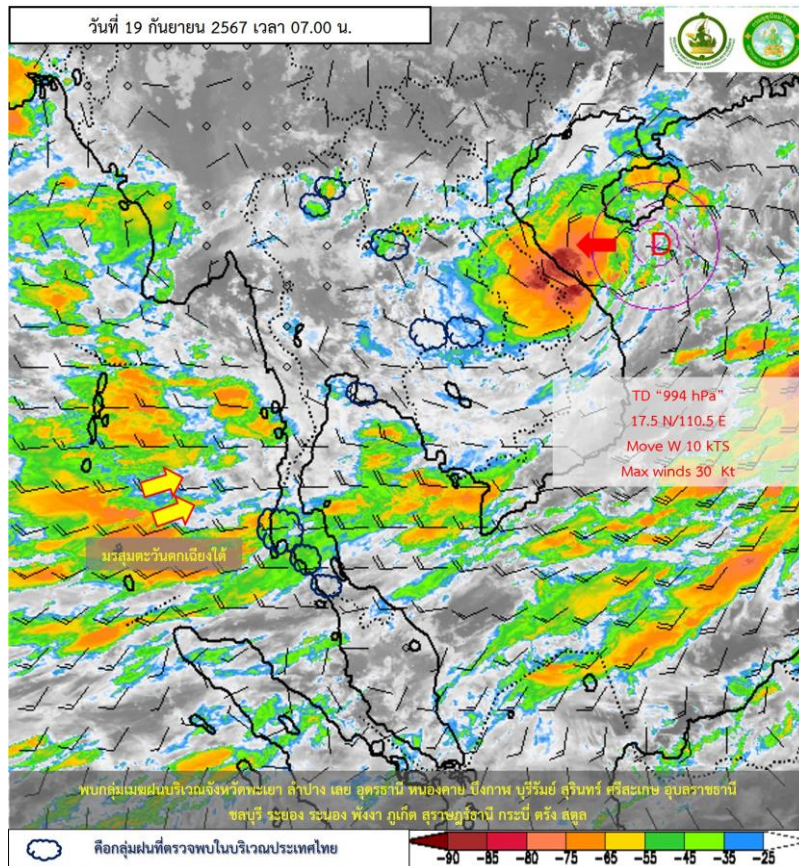 วันที่ 19 กันยายน 2567 เวลา 07.00 น.
D
TD “994 hPa”
17.5 N/110.5 E
Move W 10 kTS
Max winds 30 Kt
มรสุมตะวันตกเฉียงใต้
พบกลุ่มเมฆฝนบริเวณจังหวัดพะเยา ลำปาง เลย อุดรธานี หนองคาย บึงกาฬ บุรีรัมย์ สุรินทร์ ศรีสะเกษ อุบลราชธานี
ชลบุรี ระยอง ระนอง พังงา ภูเก็ต สุราษฎร์ธานี กระบี่ ตรัง สตูล
คือกลุ่มฝนที่ตรวจพบในบริเวณประเทศไทย
-90 -85 -80 -75 -65 -55 -45 -35 -25